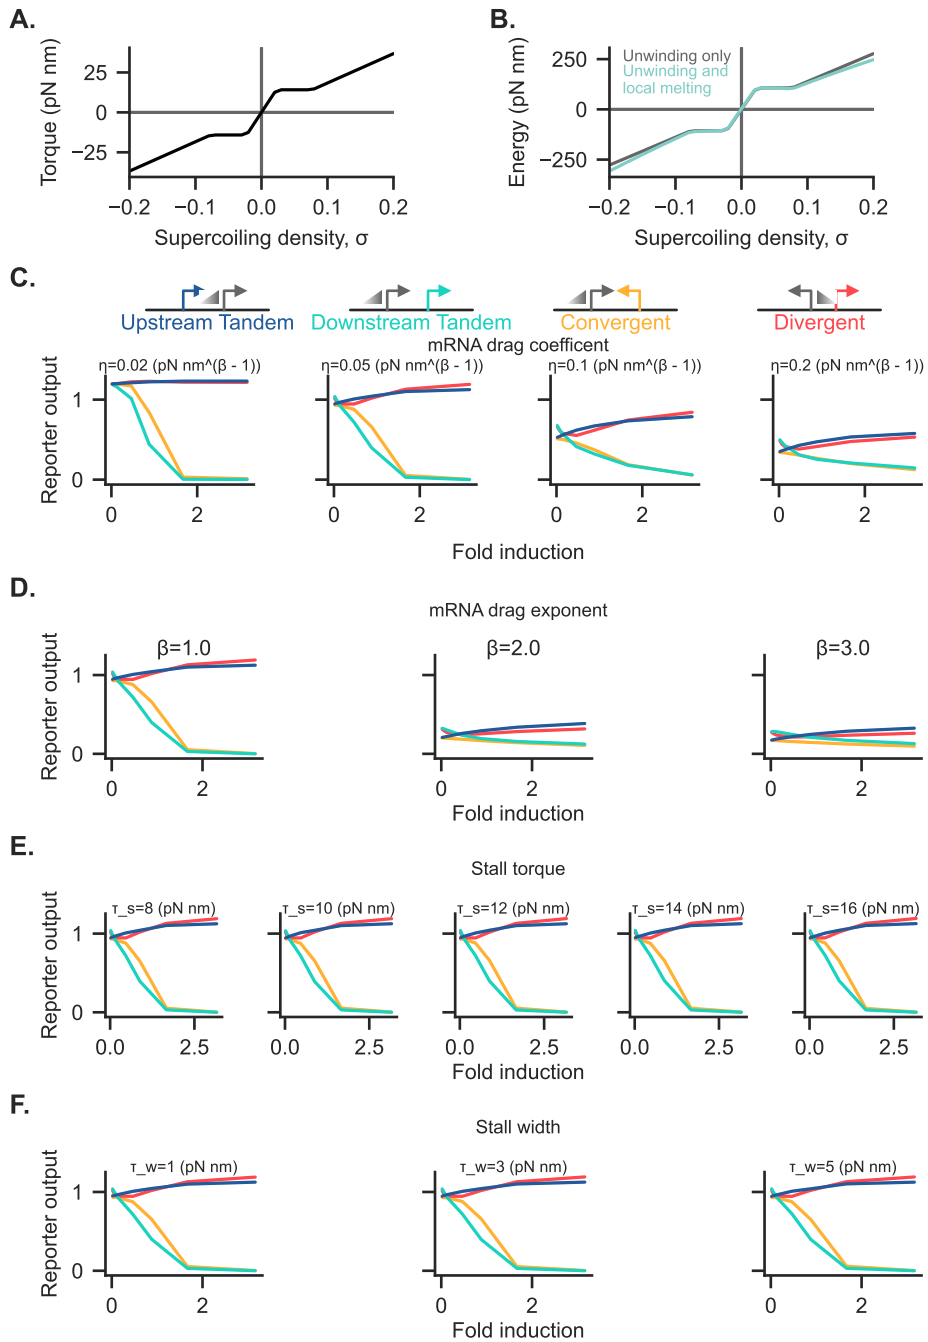 A.
Torque (pN nm)
25
0
−25
−0.2 −0.1 0.0 0.1 0.2
Supercoiling density, σ
B.
Energy (pN nm)
250
0
−250
Unwinding only
Unwinding and
local melting
−0.2 −0.1 0.0 0.1 0.2
Supercoiling density, σ
C.
Upstream Tandem Downstream Tandem Convergent Divergent
mRNA drag coefficent
η=0.02 (pN nm^(β - 1)) η=0.05 (pN nm^(β - 1)) η=0.1 (pN nm^(β - 1)) η=0.2 (pN nm^(β - 1))
Reporter output
1
0
0 2 0 2 0 2 0 2
Fold induction
D.
mRNA drag exponent
β=1.0 β=2.0 β=3.0
Reporter output
1
0
0 2 0 2 0 2
Fold induction
E.
Stall torque
τ_s=8 (pN nm) τ_s=10 (pN nm) τ_s=12 (pN nm) τ_s=14 (pN nm) τ_s=16 (pN nm)
Reporter output
1
0
0.0 2.5 0.0 2.5 0.0 2.5 0.0 2.5 0.0 2.5
Fold induction
F.
Stall width
τ_w=1 (pN nm) τ_w=3 (pN nm) τ_w=5 (pN nm)
Reporter output
1
0
0 2 0 2 0 2
Fold induction